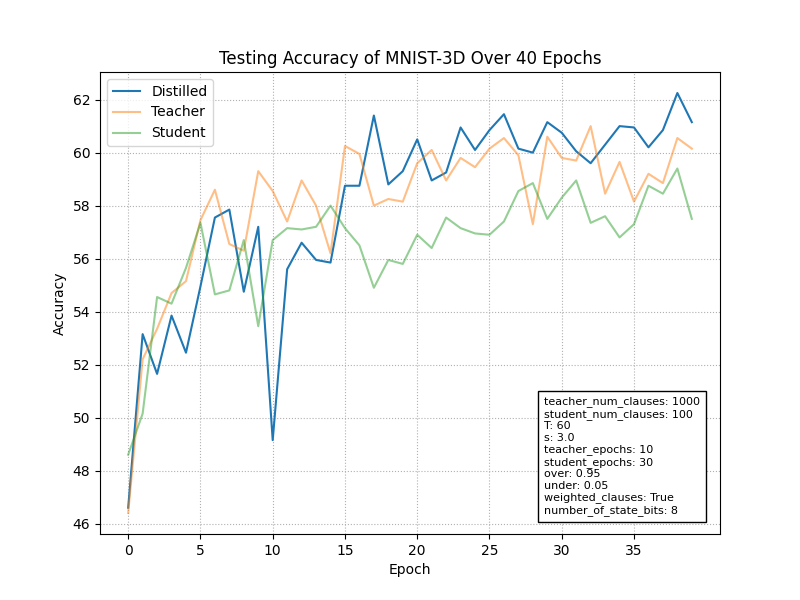 Testing Accuracy of MNIST-3D Over 40 Epochs
Distilled
Teacher
Student
62
60
58
56
54
52
50
48
46
Accuracy
teacher_num_clauses: 1000
student_num_clauses: 100
T: 60
s: 3.0
teacher_epochs: 10
student_epochs: 30
over: 0.95
under: 0.05
weighted_clauses: True
number_of_state_bits: 8
0 5 10 15 20 25 30 35
Epoch